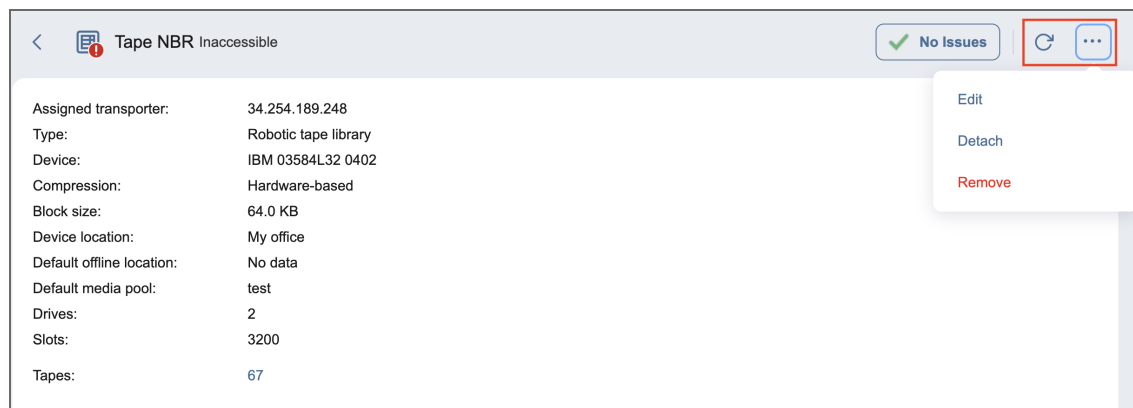 Tape NBR Inaccessible
No Issues
Edit
Detach
Remove
Assigned transporter: 34.254.189.248
Type: Robotic tape library
Device: IBM 03584L32 0402
Compression: Hardware-based
Block size: 64.0 KB
Device location: My office
Default offline location: No data
Default media pool: test
Drives: 2
Slots: 3200
Tapes: 67